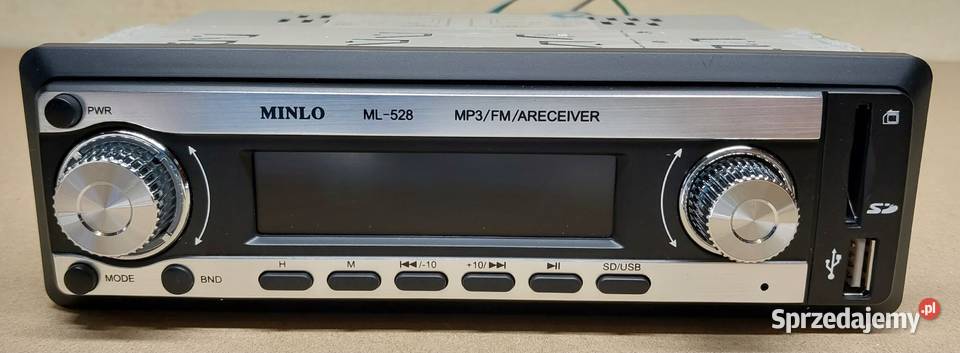 PWR
MINLO ML-528 MP3/FM/ARECEIVER
MODE
BND
H M /-10 +10/ SD/USB
SD
Sprzedajemy.pl